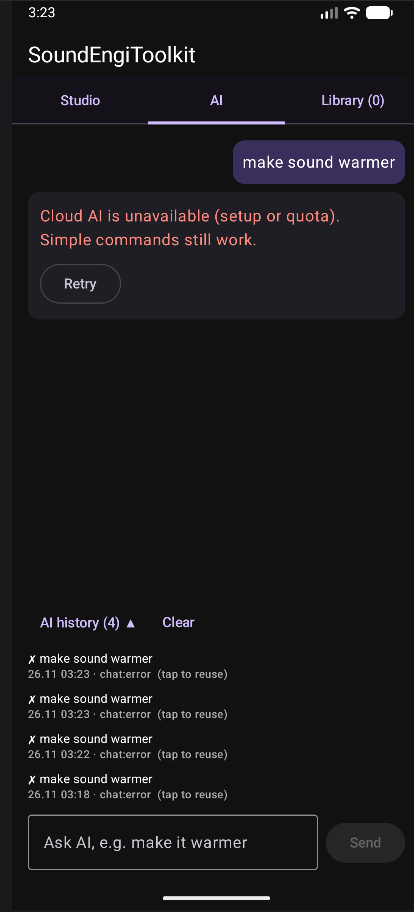 3:23
SoundEngiToolkit
Studio
AI
Library (0)
make sound warmer
Cloud AI is unavailable (setup or quota).
Simple commands still work.
Retry
AI history (4) ▲
Clear
✗ make sound warmer
26.11 03:23 · chat:error (tap to reuse)
✗ make sound warmer
26.11 03:23 · chat:error (tap to reuse)
✗ make sound warmer
26.11 03:22 · chat:error (tap to reuse)
✗ make sound warmer
26.11 03:18 · chat:error (tap to reuse)
Ask AI, e.g. make it warmer
Send